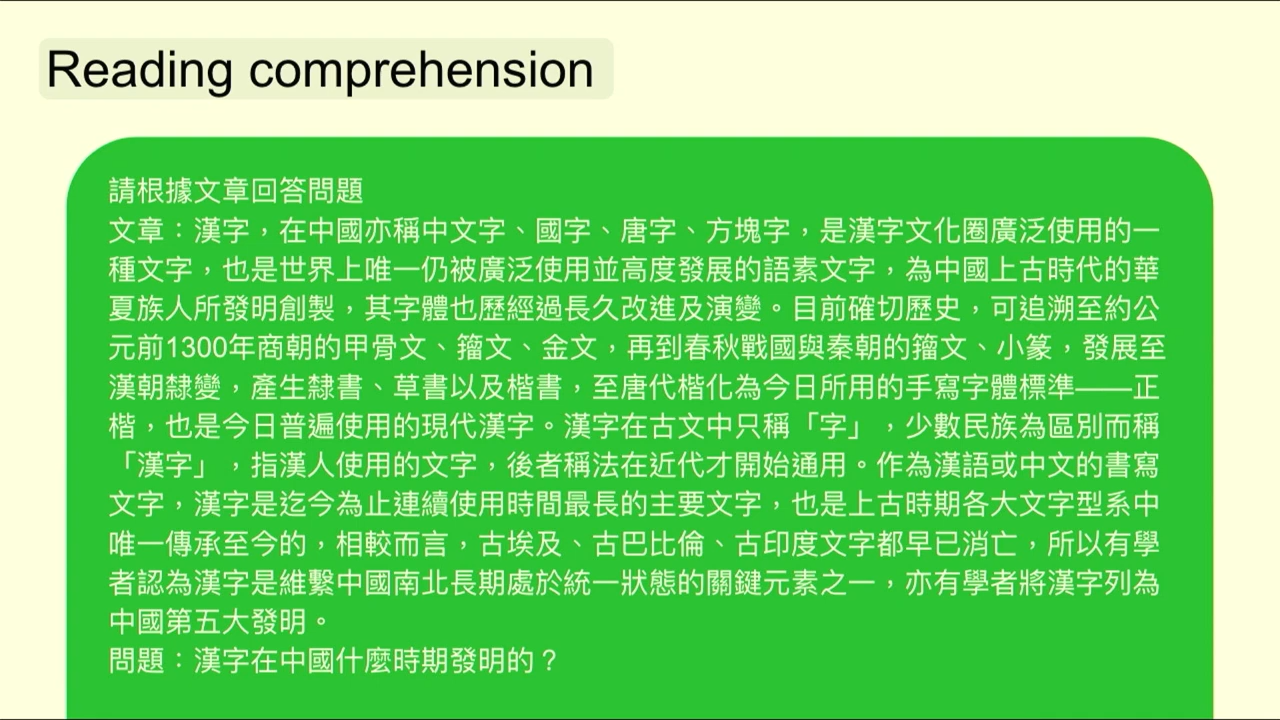 Reading comprehension
請根據文章回答問題
文章：漢字，在中國亦稱中文字、國字、唐字、方塊字，是漢字文化圈廣泛使用的一
種文字，也是世界上唯一仍被廣泛使用並高度發展的語素文字，為中國上古時代的華
夏族人所發明創製，其字體也歷經過長久改進及演變。目前確切歷史，可追溯至約公
元前1300年商朝的甲骨文、籀文、金文，再到春秋戰國與秦朝的籀文、小篆，發展至
漢朝隸變，產生隸書、草書以及楷書，至唐代楷化為今日所用的手寫字體標準——正
楷，也是今日普遍使用的現代漢字。漢字在古文中只稱「字」，少數民族為區別而稱
「漢字」，指漢人使用的文字，後者稱法在近代才開始通用。作為漢語或中文的書寫
文字，漢字是迄今為止連續使用時間最長的主要文字，也是上古時期各大文字型系中
唯一傳承至今的，相較而言，古埃及、古巴比倫、古印度文字都早已消亡，所以有學
者認為漢字是維繫中國南北長期處於統一狀態的關鍵元素之一，亦有學者將漢字列為
中國第五大發明。
問題：漢字在中國什麼時期發明的？